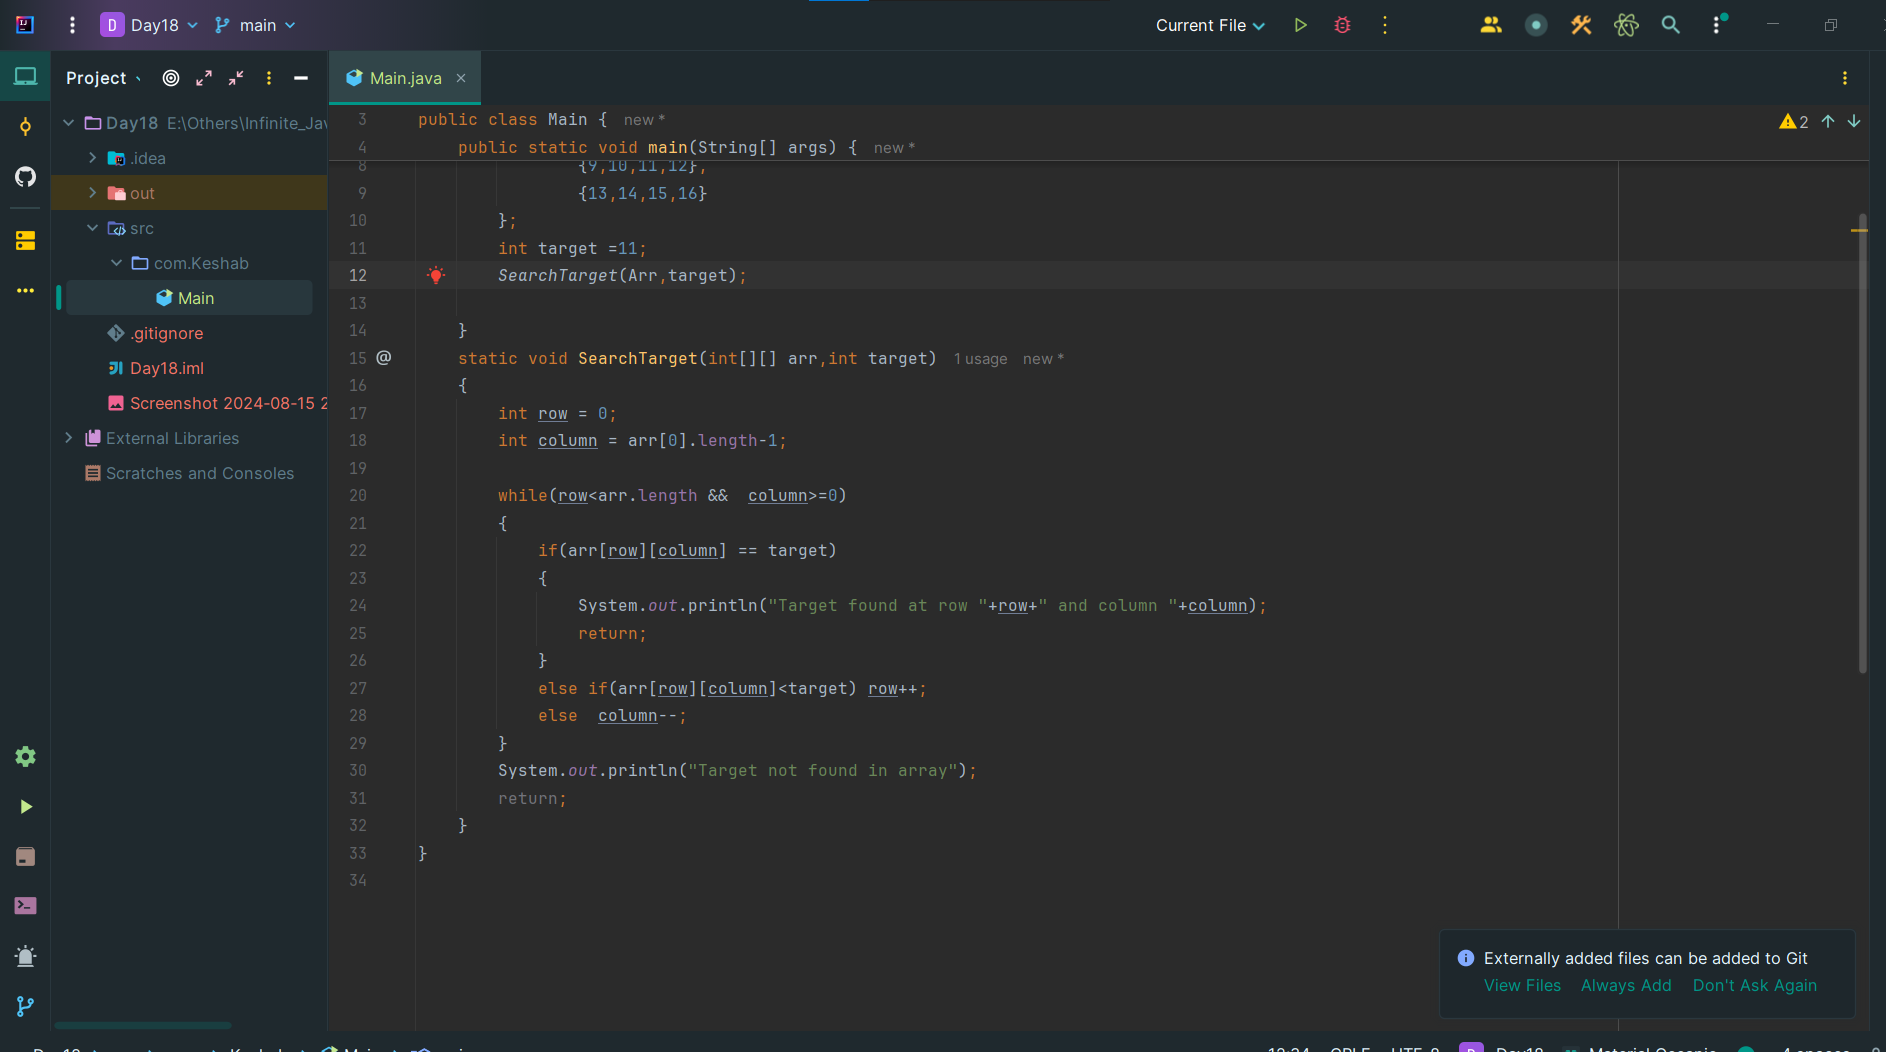 D Day18 main Current File
Project
Main.java
Day18 E:\Others\Infinite_Jav
.idea
out
src
com.Keshab
Main
.gitignore
Day18.iml
Screenshot 2024-08-15 2
External Libraries
Scratches and Consoles
2
3 public class Main { new *
4 public static void main(String[] args) { new *
8 {9,10,11,12},
9 {13,14,15,16}
10 };
11 int target =11;
12 SearchTarget(Arr,target);
13
14 }
15 @ static void SearchTarget(int[][] arr,int target) 1 usage new *
16 {
17 int row = 0;
18 int column = arr[0].length-1;
19
20 while(row<arr.length && column>=0)
21 {
22 if(arr[row][column] == target)
23 {
24 System.out.println("Target found at row "+row+" and column "+column);
25 return;
26 }
27 else if(arr[row][column]<target) row++;
28 else column--;
29 }
30 System.out.println("Target not found in array");
31 return;
32 }
33 }
34
Externally added files can be added to Git
View Files Always Add Don't Ask Again